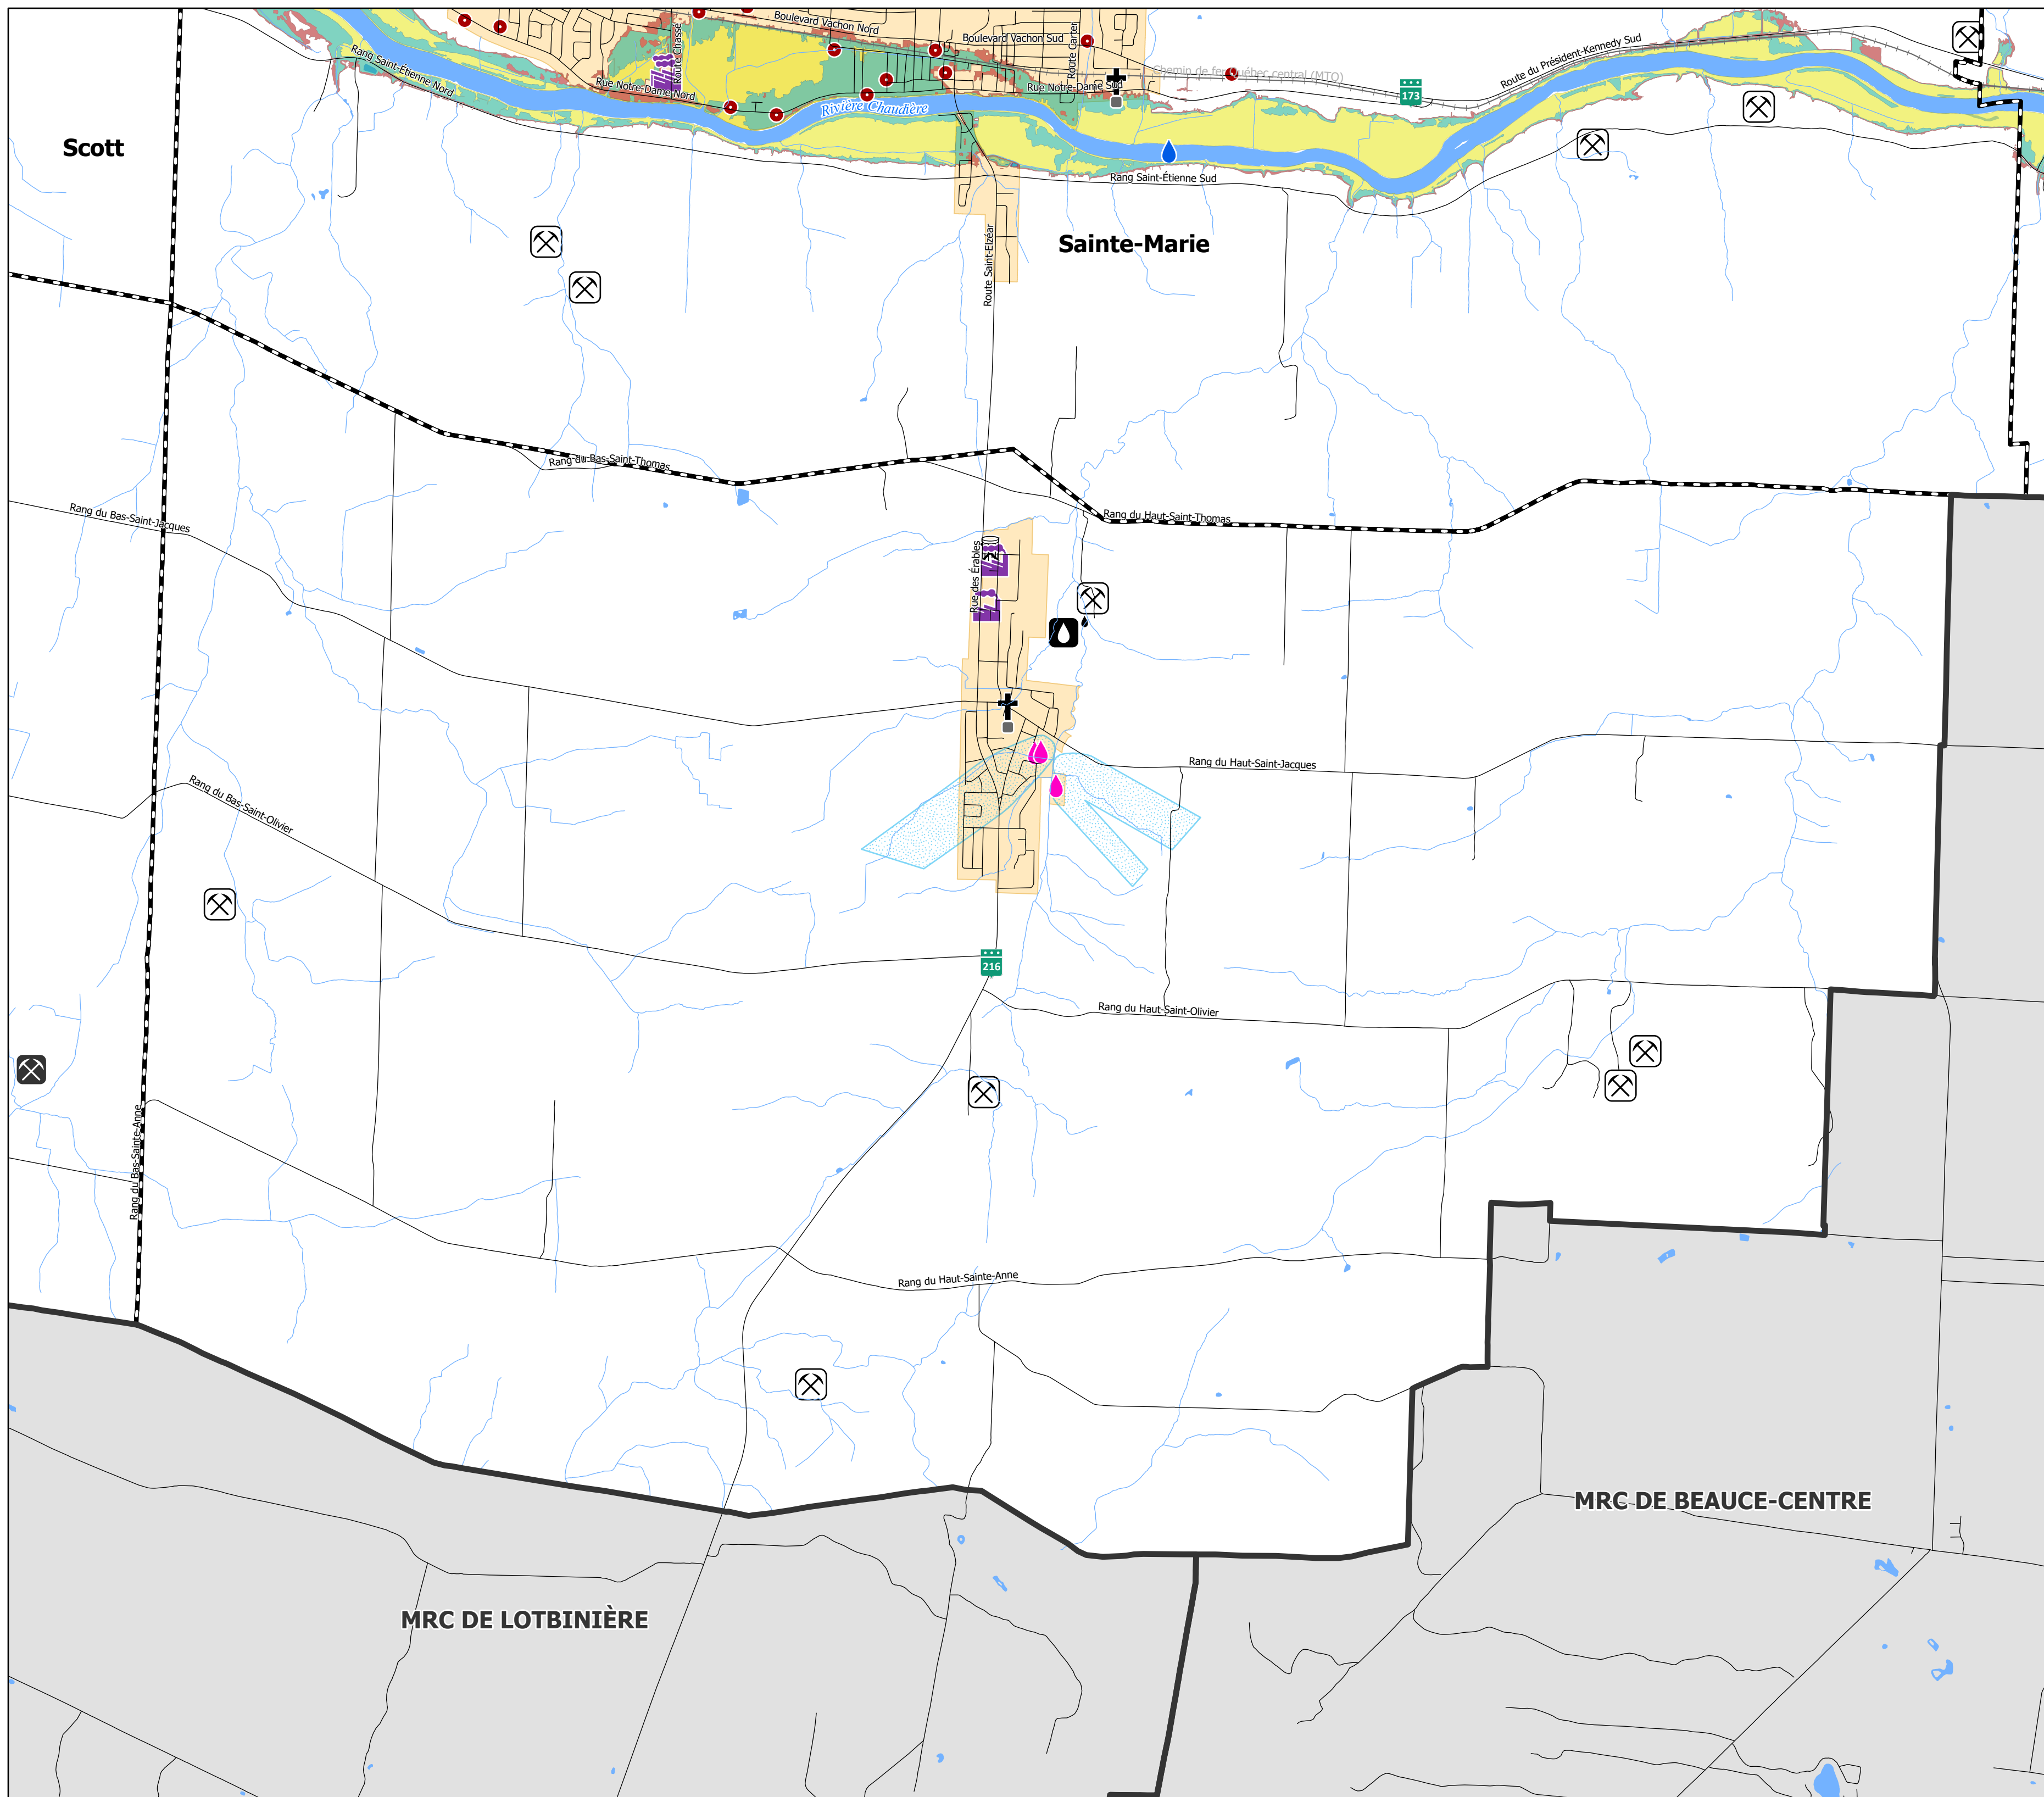 Boulevard Vachon Nord
Route Chassé
Boulevard Vachon Sud
Route Carter
Rang Saint-Étienne Nord
Rue Notre-Dame Nord
Chemin de fer Québec central (MTO)
Route du Président-Kennedy Sud
Rue Notre-Dame Sud
173
Rivière Chaudière
Scott
Rang Saint-Étienne Sud
Sainte-Marie
Route Saint-Elzéar
Rang du Bas-Saint-Thomas
Rang du Haut-Saint-Thomas
Rang du Bas-Saint-Jacques
Rue des Érables
Rang du Haut-Saint-Jacques
Rang du Bas-Saint-Olivier
216
Rang du Haut-Saint-Olivier
Rang du Bas-Sainte-Anne
Rang du Haut-Sainte-Anne
MRC DE BEAUCE-CENTRE
MRC DE LOTBINIÈRE